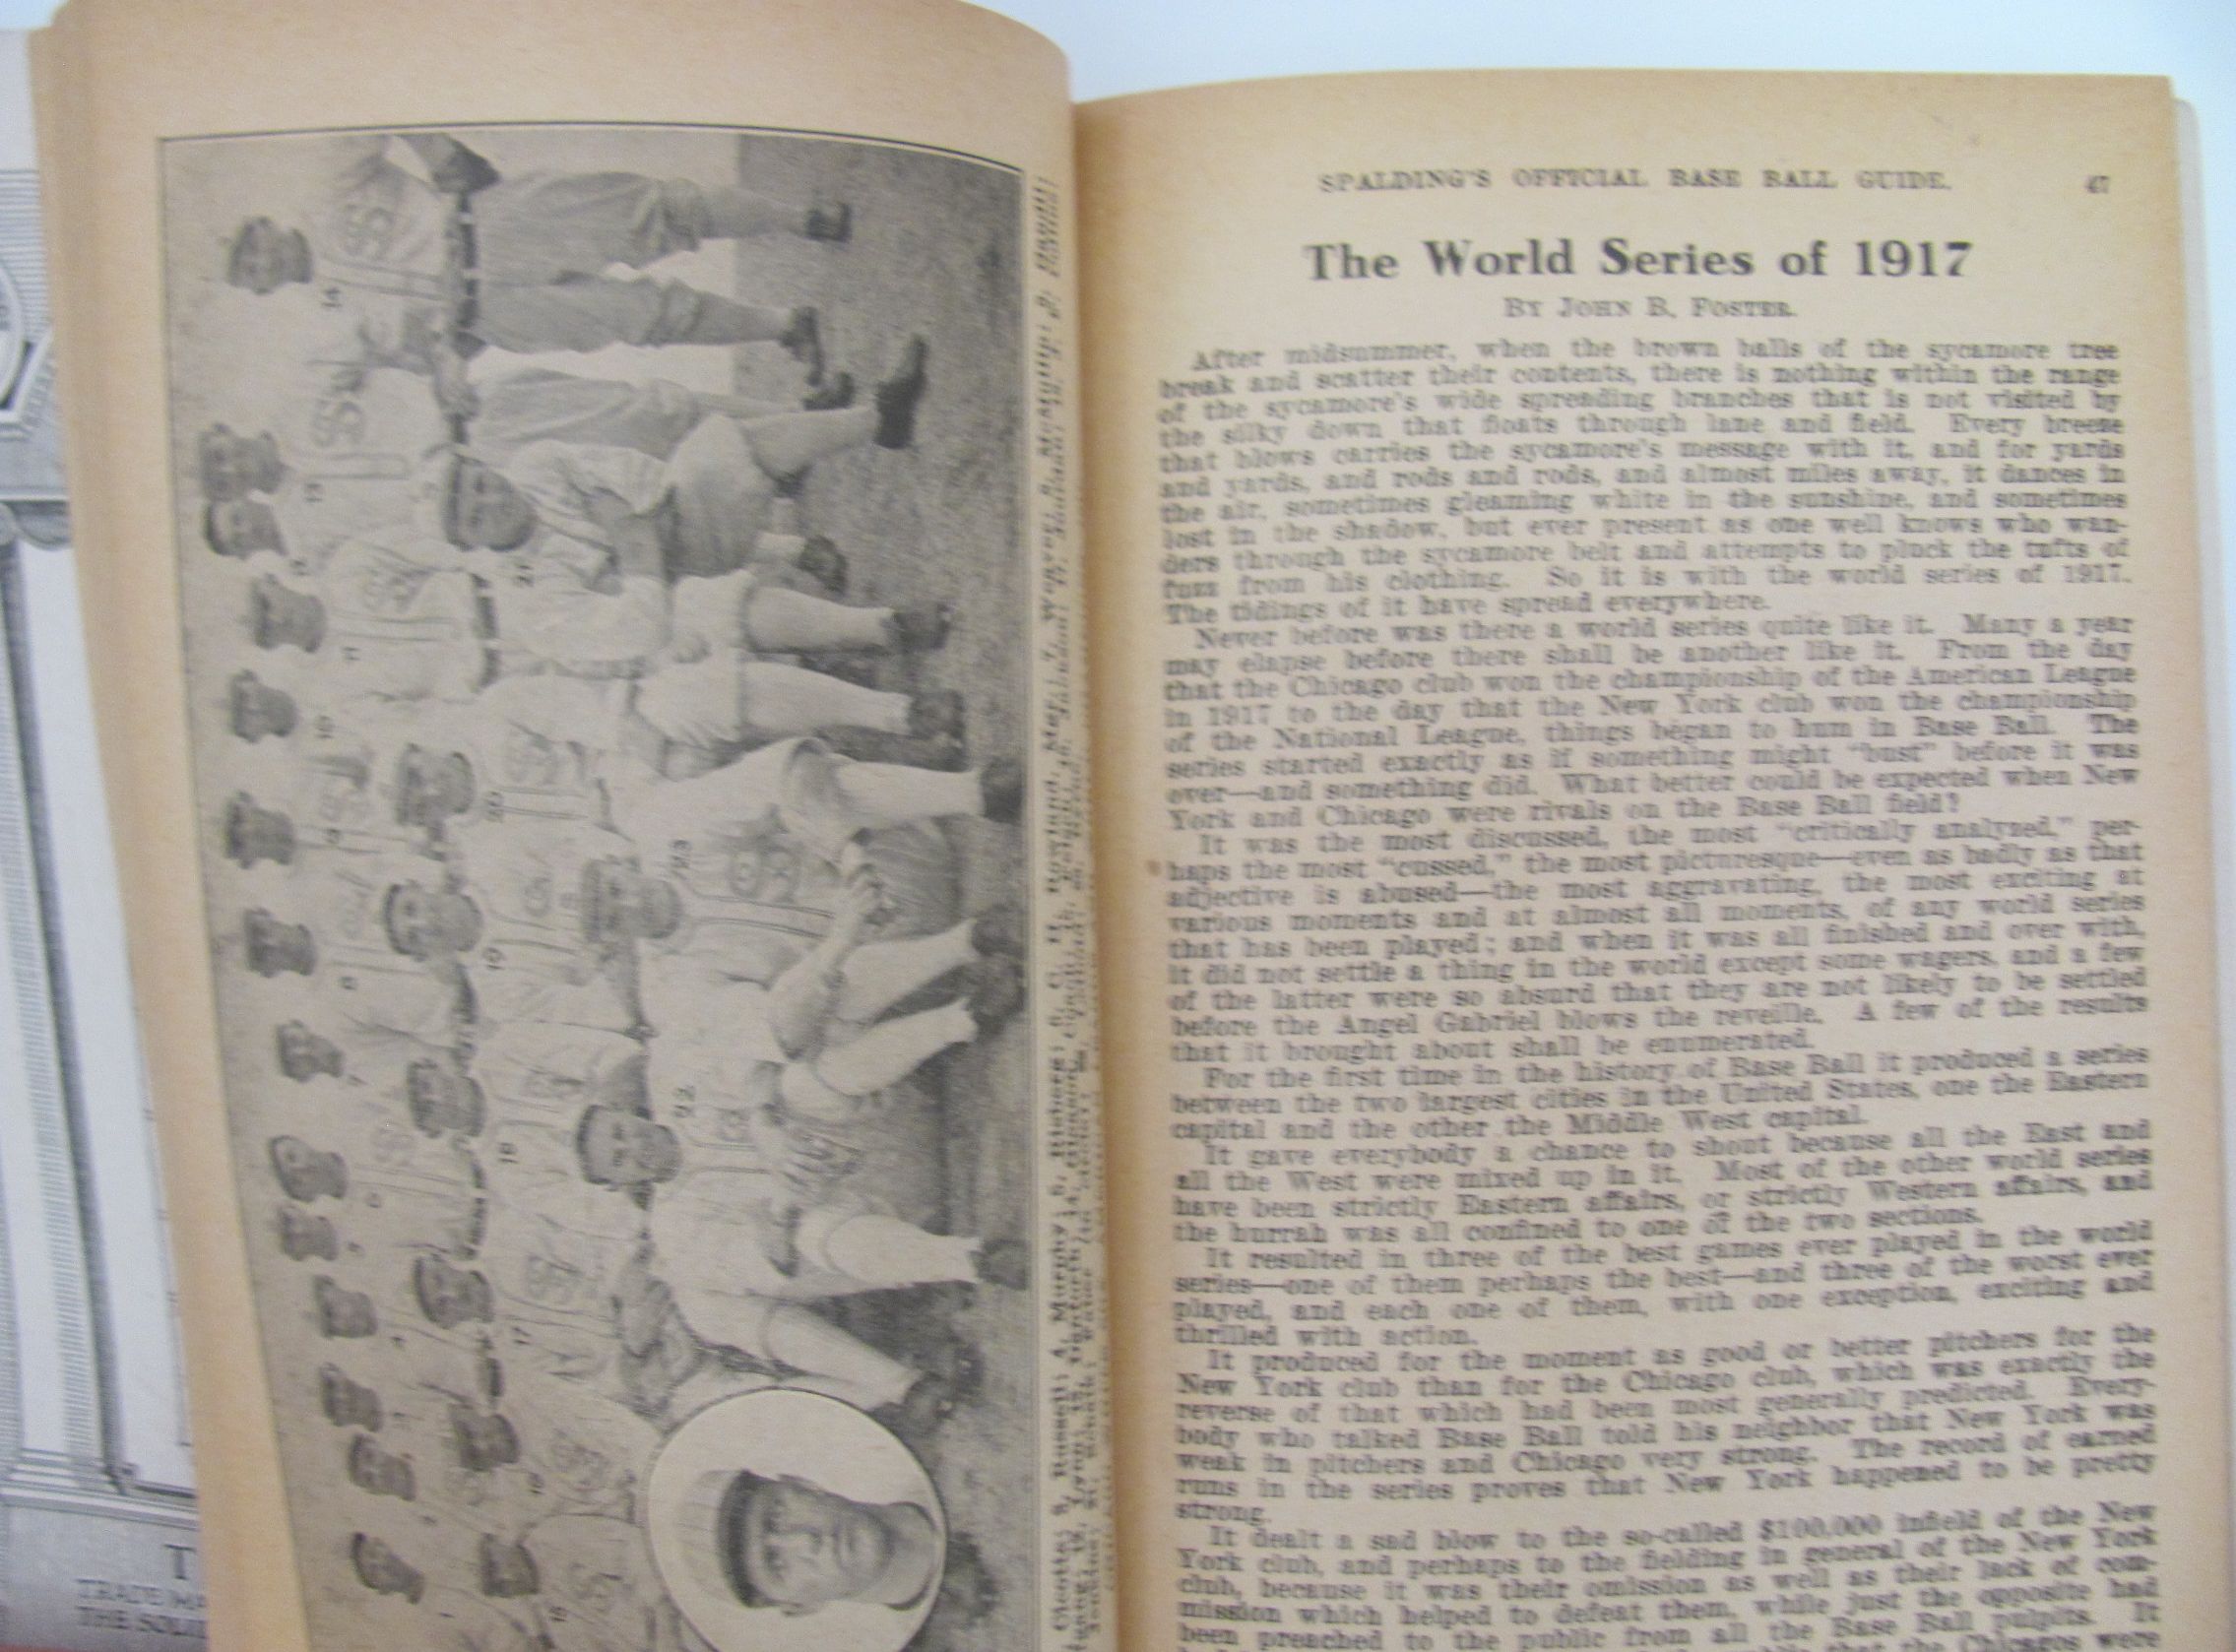 SPALDING'S OFFICIAL BASE BALL GUIDE. 47
The World Series of 1917
BY JOHN B. FOSTER.
After midsummer, when the brown balls of the sycamore tree
break and scatter their contents, there is nothing within the range
of the sycamore's wide spreading branches that is not visited by
the silky down that floats through lane and field. Every breeze
that blows carries the sycamore's message with it, and for yards
and yards, and rods and rods, and almost miles away, it dances in
the air, sometimes gleaming white in the sunshine, and sometimes
lost in the shadow, but ever present as one well knows who wan-
ders through the sycamore belt and attempts to pluck the tufts of
fuzz from his clothing. So it is with the world series of 1917.
The tidings of it have spread everywhere.
Never before was there a world series quite like it. Many a year
may elapse before there shall be another like it. From the day
that the Chicago club won the championship of the American League
in 1917 to the day that the New York club won the championship
of the National League, things began to hum in Base Ball. The
series started exactly as if something might "bust" before it was
over—and something did. What better could be expected when New
York and Chicago were rivals on the Base Ball field?
It was the most discussed, the most "critically analyzed," per-
haps the most "cussed," the most picturesque—even as badly as that
adjective is abused—the most aggravating, the most exciting at
various moments and at almost all moments, of any world series
that has been played; and when it was all finished and over with,
it did not settle a thing in the world except some wagers, and a few
of the latter were so absurd that they are not likely to be settled
before the Angel Gabriel blows the reveille. A few of the results
that it brought about shall be enumerated.
For the first time in the history of Base Ball it produced a series
between the two largest cities in the United States, one the Eastern
capital and the other the Middle West capital.
It gave everybody a chance to shout because all the East and
all the West were mixed up in it. Most of the other world series
have been strictly Eastern affairs, or strictly Western affairs, and
the hurrah was all confined to one of the two sections.
It resulted in three of the best games ever played in the world
series—one of them perhaps the best—and three of the worst ever
played, and each one of them, with one exception, exciting and
thrilled with action.
It produced for the moment as good or better pitchers for the
New York club than for the Chicago club, which was exactly the
reverse of that which had been most generally predicted. Every-
body who talked Base Ball told his neighbor that New York was
weak in pitchers and Chicago very strong. The record of earned
runs in the series proves that New York happened to be pretty
strong.
It dealt a sad blow to the so-called $100,000 infield of the New
York club, and perhaps to the fielding in general of the New York
club, because it was their omission as well as their lack of com-
mission which helped to defeat them, while just the opposite had
been preached to the public from all the Base Ball pulpits. It